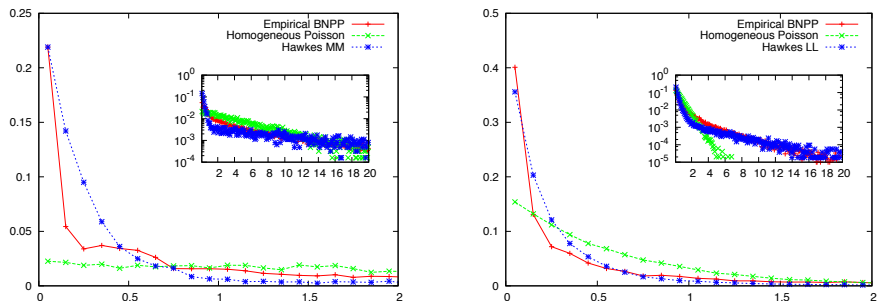 Empirical BNPP
Homogeneous Poisson
Hawkes MM
0.25
0.2
0.15
0.1
0.05
0
0 0.5 1 1.5 2
10^0
10^-1
10^-2
10^-3
10^-4
2 4 6 8 10 12 14 16 18 20
Empirical BNPP
Homogeneous Poisson
Hawkes LL
0.5
0.4
0.3
0.2
0.1
0
0 0.5 1 1.5 2
10^0
10^-1
10^-2
10^-3
10^-4
10^-5
2 4 6 8 10 12 14 16 18 20